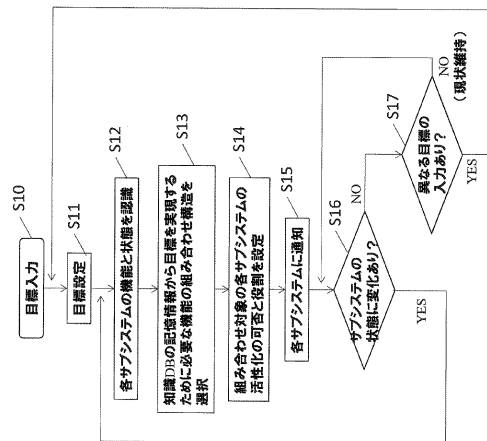 目標入力
S10
目標設定
S11
各サブシステムの機能と状態を認識
S12
知識DBの記憶情報から目標を実現する
ために必要な機能の組み合わせ構造を
選択
S13
組み合わせ対象の各サブシステムの
活性化の可否と役割を設定
S14
各サブシステムに通知
S15
サブシステムの
状態に変化あり?
S16
NO
YES
異なる目標の
入力あり?
S17
NO
(現状維持)
YES